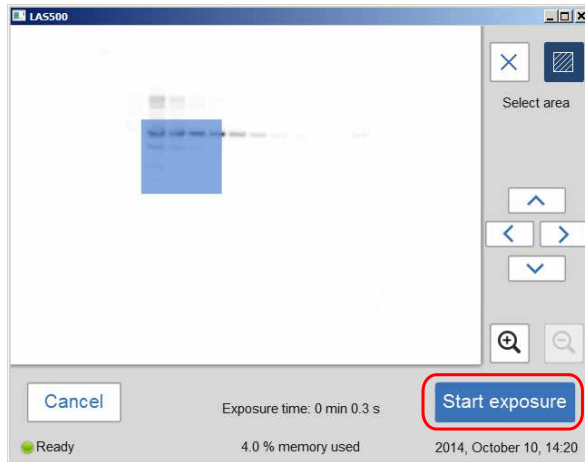 LAS500
Select area
Cancel
Exposure time: 0 min 0.3 s
Start exposure
Ready
4.0 % memory used
2014, October 10, 14:20